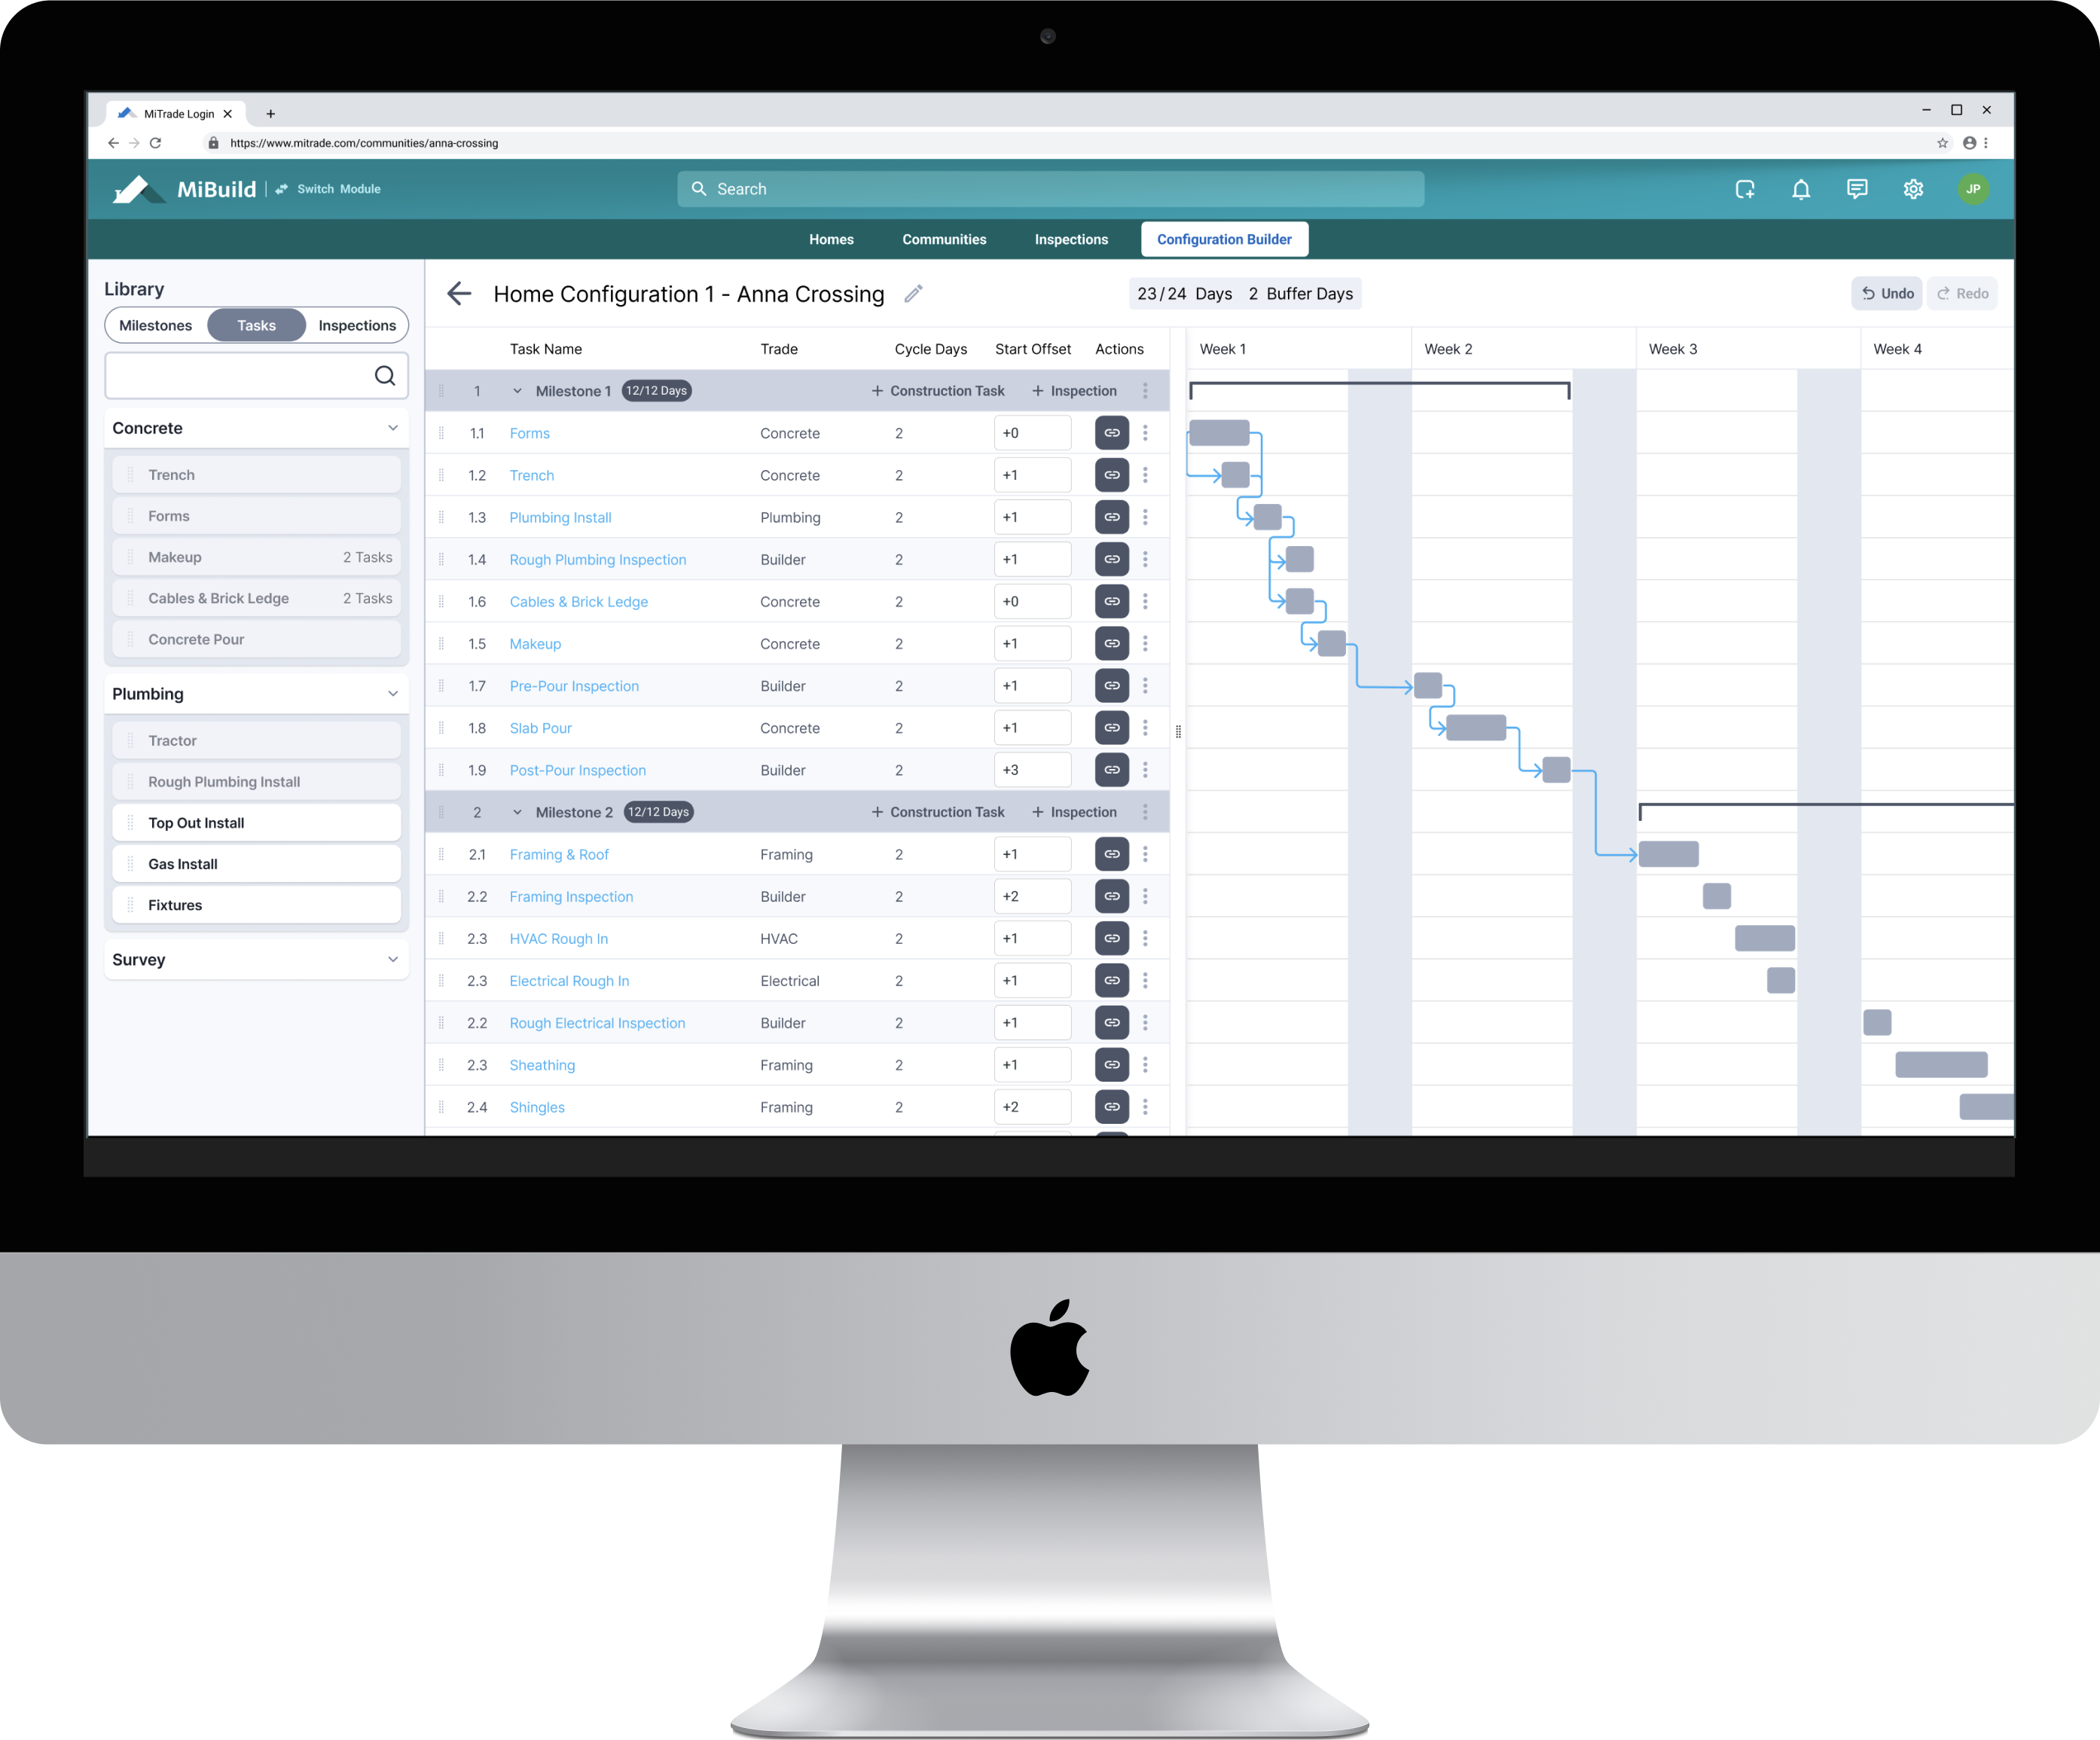 MiTrade Login
https://www.mitrade.com/communities/anna-crossing
MiBuild Switch Module
Search
JP
Homes Communities Inspections Configuration Builder
Library
Milestones Tasks Inspections
Concrete
Trench
Forms
Makeup 2 Tasks
Cables & Brick Ledge 2 Tasks
Concrete Pour
Plumbing
Tractor
Rough Plumbing Install
Top Out Install
Gas Install
Fixtures
Survey
Home Configuration 1 - Anna Crossing
23/24 Days 2 Buffer Days
Undo Redo
Task Name Trade Cycle Days Start Offset Actions Week 1 Week 2 Week 3 Week 4
1 Milestone 1 12/12 Days + Construction Task + Inspection
1.1 Forms Concrete 2 +0
1.2 Trench Concrete 2 +1
1.3 Plumbing Install Plumbing 2 +1
1.4 Rough Plumbing Inspection Builder 2 +1
1.6 Cables & Brick Ledge Concrete 2 +0
1.5 Makeup Concrete 2 +1
1.7 Pre-Pour Inspection Builder 2 +1
1.8 Slab Pour Concrete 2 +1
1.9 Post-Pour Inspection Builder 2 +3
2 Milestone 2 12/12 Days + Construction Task + Inspection
2.1 Framing & Roof Framing 2 +1
2.2 Framing Inspection Builder 2 +2
2.3 HVAC Rough In HVAC 2 +1
2.3 Electrical Rough In Electrical 2 +1
2.2 Rough Electrical Inspection Builder 2 +1
2.3 Sheathing Framing 2 +1
2.4 Shingles Framing 2 +2